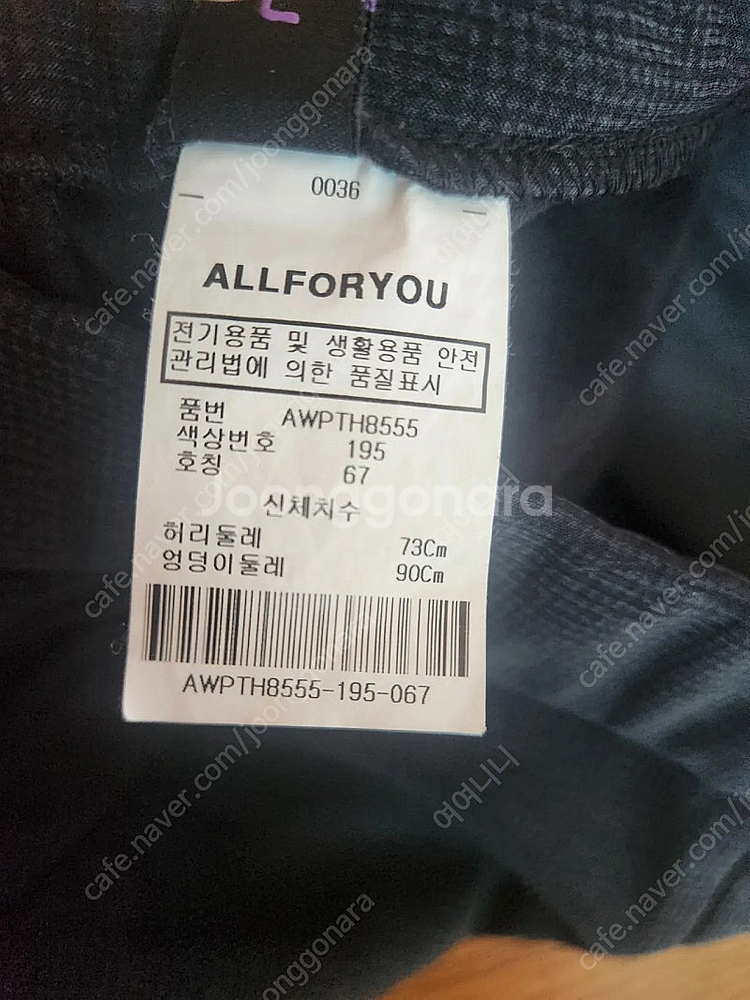 0036
ALLFORYOU
전기용품 및 생활용품 안전
관리법에 의한 품질표시
품번 AWPTH8555
색상번호 195
호칭 67
신체치수
허리둘레 73Cm
엉덩이둘레 90Cm
AWPTH8555-195-067
Joonggonara
cafe.naver.com/joonggonara
여여니니